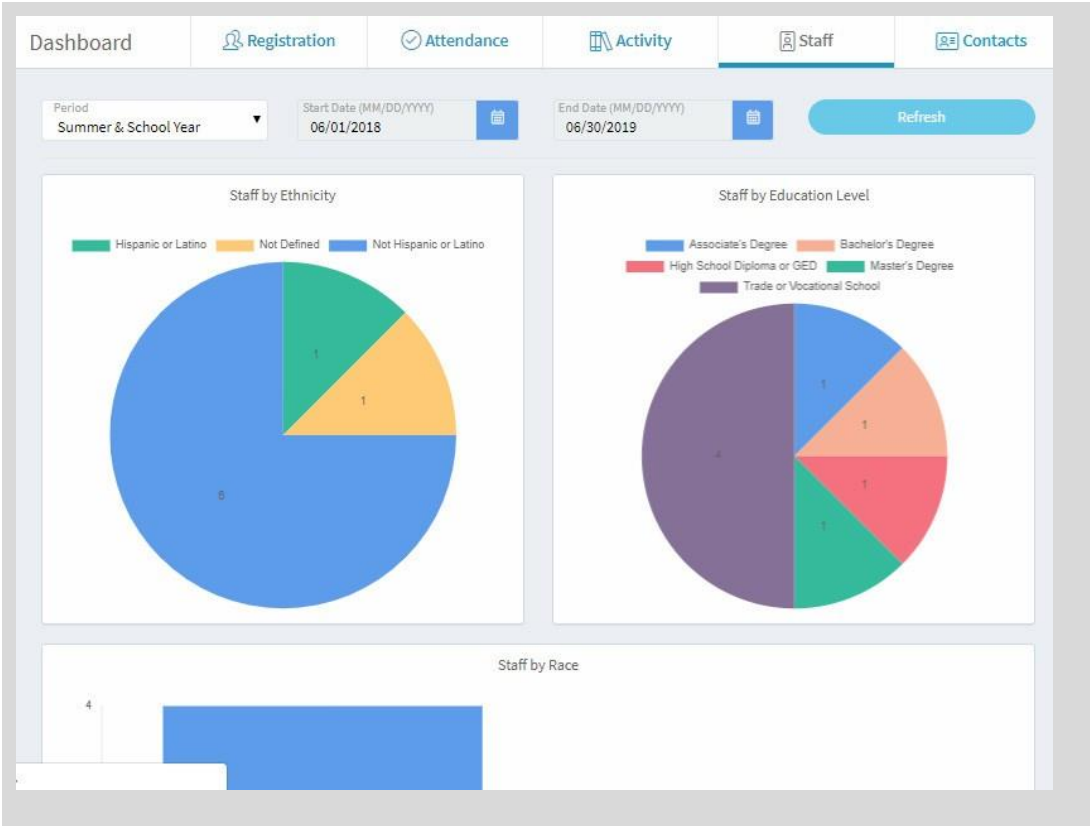 Dashboard Registration Attendance Activity Staff Contacts
Period Start Date (MM/DD/YYYY) End Date (MM/DD/YYYY)
Summer & School Year 06/01/2018 06/30/2019 Refresh
Staff by Ethnicity
Hispanic or Latino Not Defined Not Hispanic or Latino
1
1
6
Staff by Education Level
Associate's Degree Bachelor's Degree
High School Diploma or GED Master's Degree
Trade or Vocational School
1
1
4
1
1
Staff by Race
4